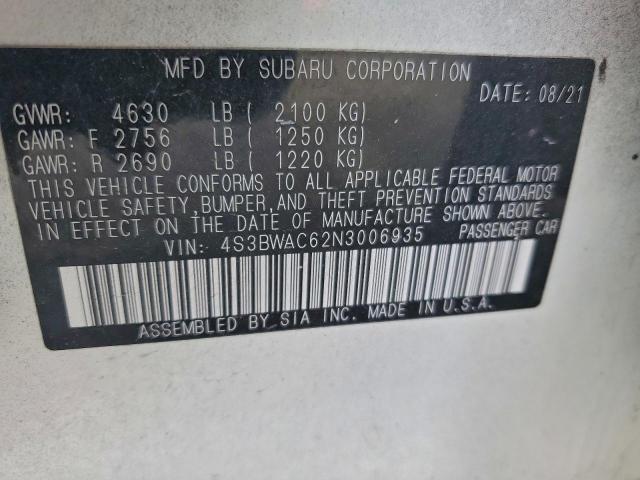 MFD BY SUBARU CORPORATION
DATE: 08/21
GVWR: 4630 LB ( 2100 KG)
GAWR: F 2756 LB ( 1250 KG)
GAWR: R 2690 LB ( 1220 KG)
THIS VEHICLE CONFORMS TO ALL APPLICABLE FEDERAL MOTOR
VEHICLE SAFETY, BUMPER, AND THEFT PREVENTION STANDARDS
IN EFFECT ON THE DATE OF MANUFACTURE SHOWN ABOVE.
VIN: 4S3BWAC62N3006935 PASSENGER CAR
ASSEMBLED BY SIA INC. MADE IN U.S.A.